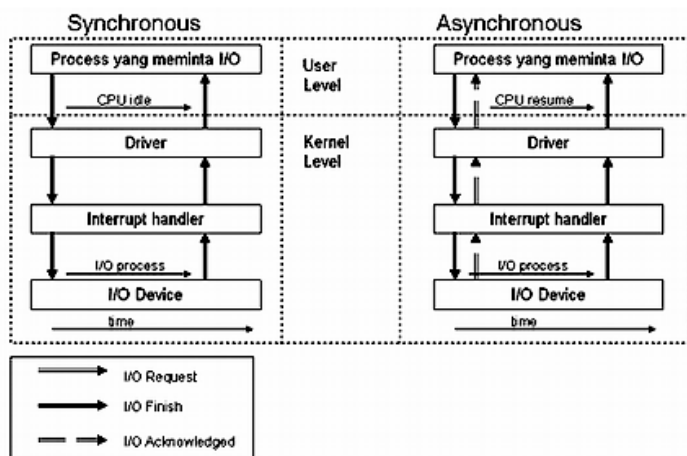 Synchronous
Asynchronous
Process yang meminta I/O
User
Level
Process yang meminta I/O
CPU idle
CPU resume
Driver
Kernel
Level
Driver
Interrupt handler
Interrupt handler
I/O process
I/O process
I/O Device
I/O Device
time
time
I/O Request
I/O Finish
I/O Acknowledged